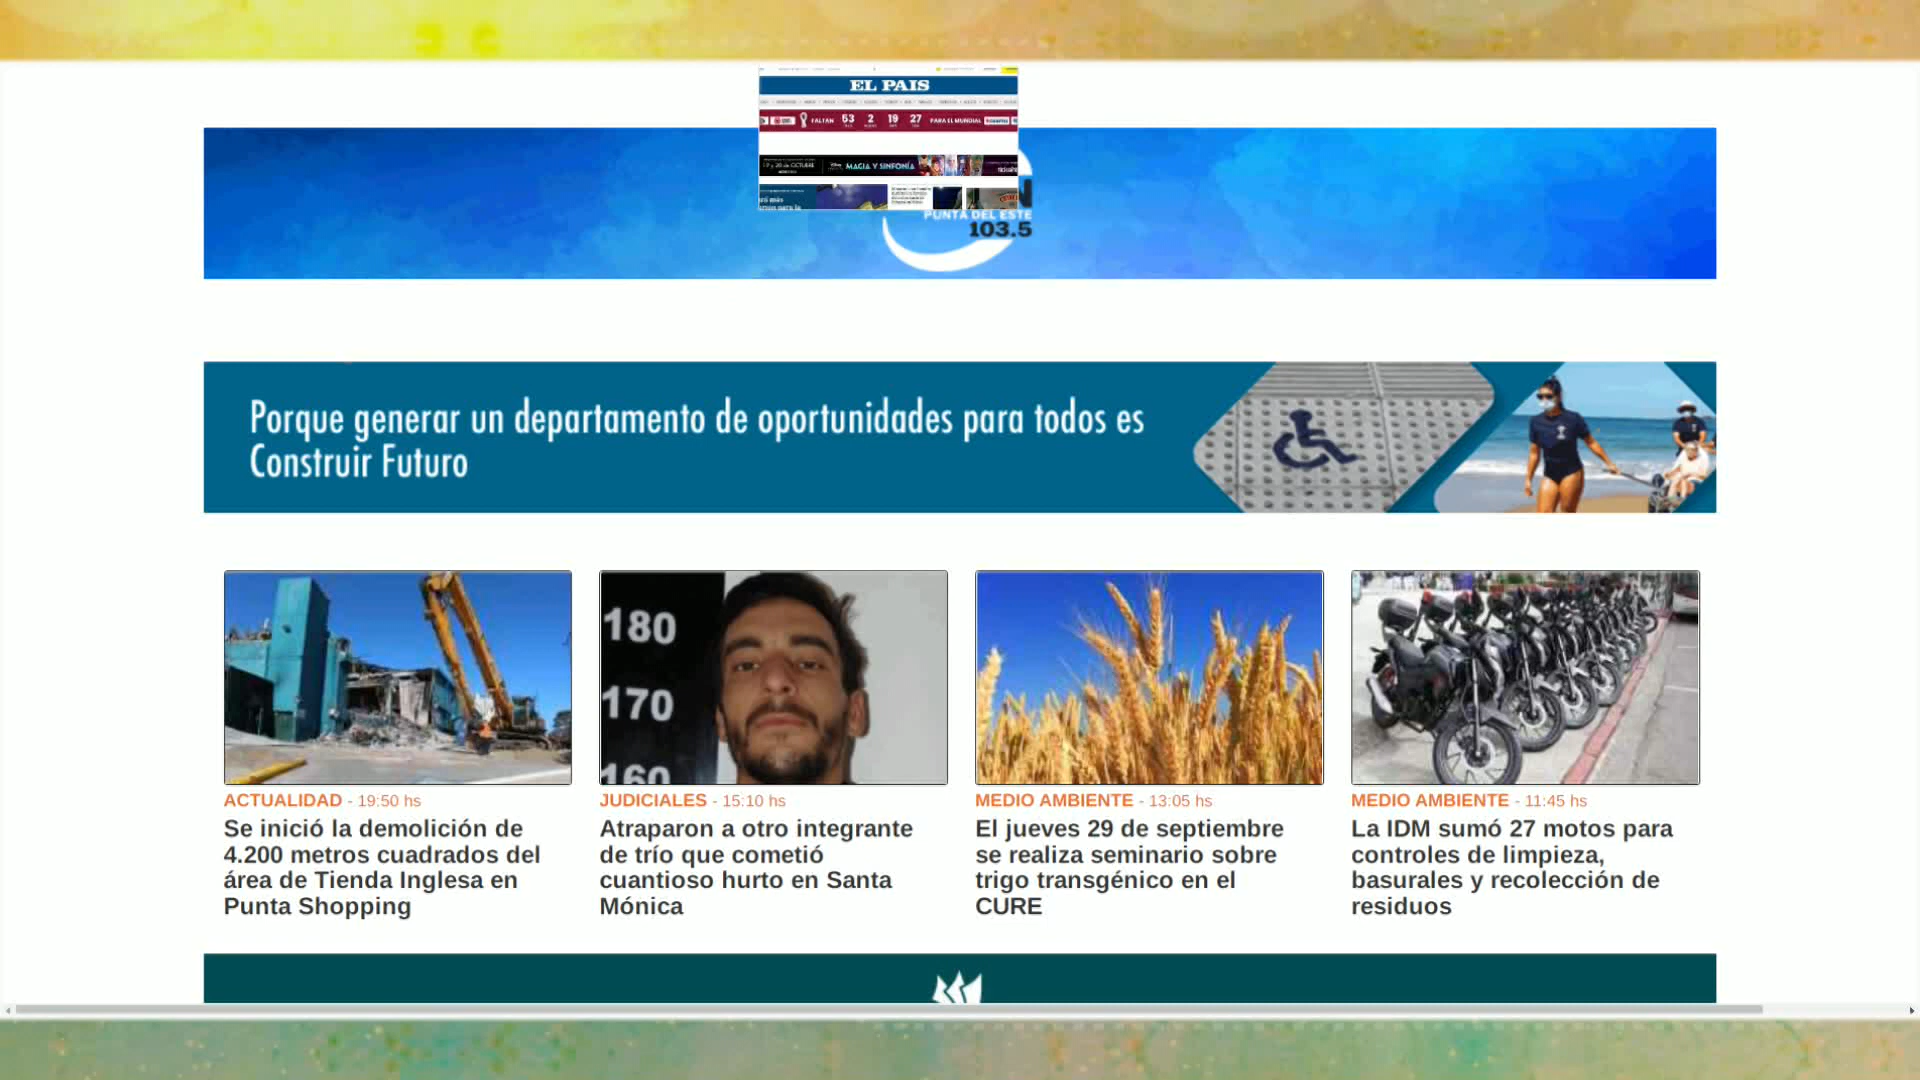 EL PAIS
FALTAN 53 2 19 27 PARA EL MUNDIAL
17 y 20 de OCTUBRE
MAGIA Y SINFONÍA
N
PUNTA DEL ESTE
103.5
Porque generar un departamento de oportunidades para todos es
Construir Futuro
180
170
160
ACTUALIDAD - 19:50 hs
Se inició la demolición de
4.200 metros cuadrados del
área de Tienda Inglesa en
Punta Shopping
JUDICIALES - 15:10 hs
Atraparon a otro integrante
de trío que cometió
cuantioso hurto en Santa
Mónica
MEDIO AMBIENTE - 13:05 hs
El jueves 29 de septiembre
se realiza seminario sobre
trigo transgénico en el
CURE
MEDIO AMBIENTE - 11:45 hs
La IDM sumó 27 motos para
controles de limpieza,
basurales y recolección de
residuos